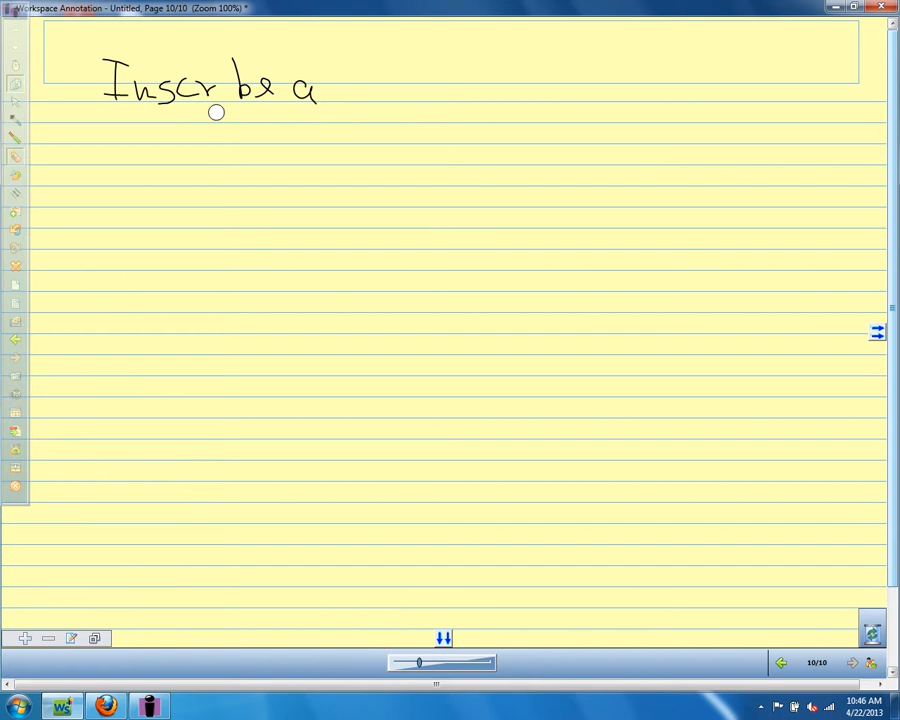 Workspace Annotation - Untitled, Page 10/10 (Zoom 100%) *
Inscr be a
10/10
10:46 AM
4/22/2013